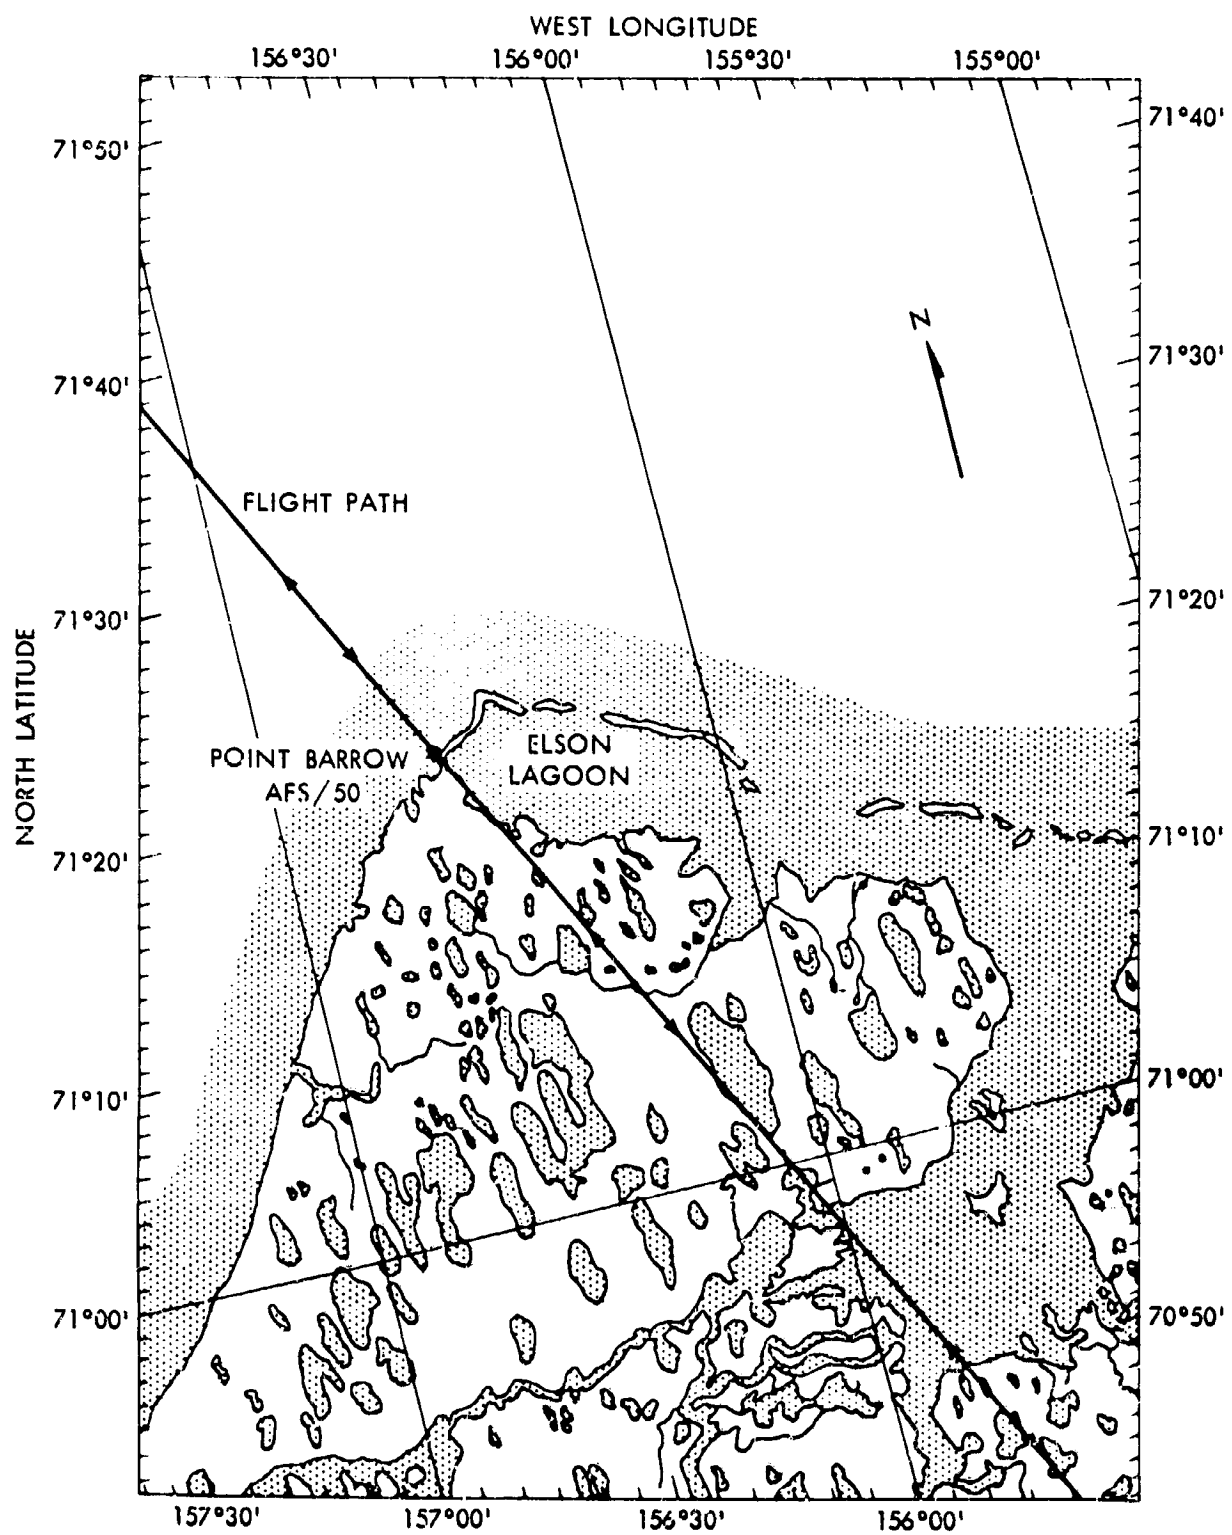 WEST LONGITUDE
156°30' 156°00' 155°30' 155°00'
71°50'
71°40'
71°40'
71°30'
N
FLIGHT PATH
71°30'
71°20'
NORTH LATITUDE
POINT BARROW
AFS/50
ELSON
LAGOON
71°20'
71°10'
71°10'
71°00'
71°00'
70°50'
157°30' 157°00' 156°30' 156°00'